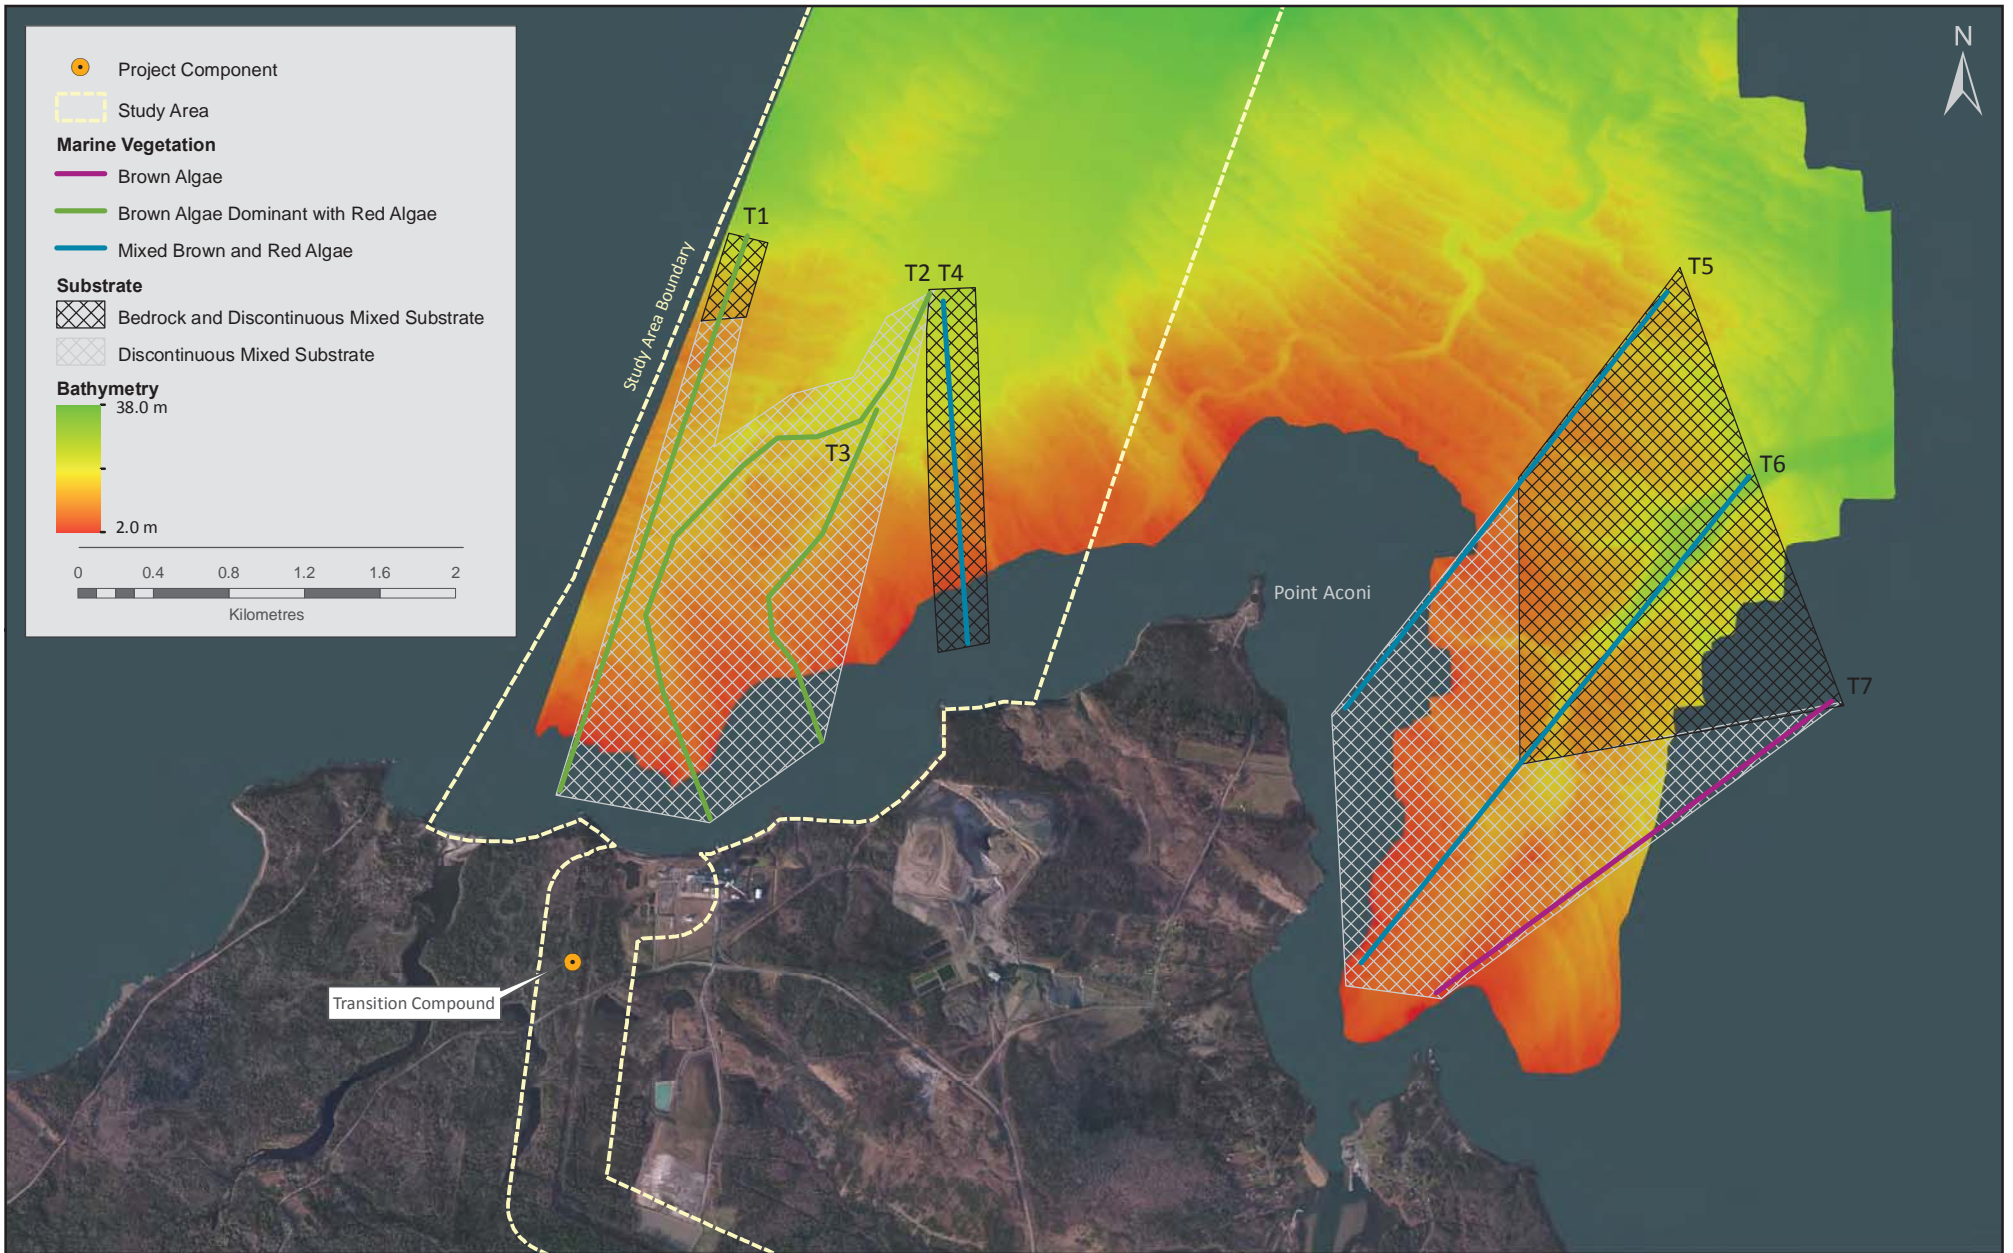 Project Component
Study Area
Marine Vegetation
Brown Algae
Brown Algae Dominant with Red Algae
Mixed Brown and Red Algae
Substrate
Bedrock and Discontinuous Mixed Substrate
Discontinuous Mixed Substrate
Bathymetry
38.0 m
2.0 m
0 0.4 0.8 1.2 1.6 2
Kilometres
N
Study Area Boundary
T1
T2 T4
T3
T5
T6
T7
Point Aconi
Transition Compound